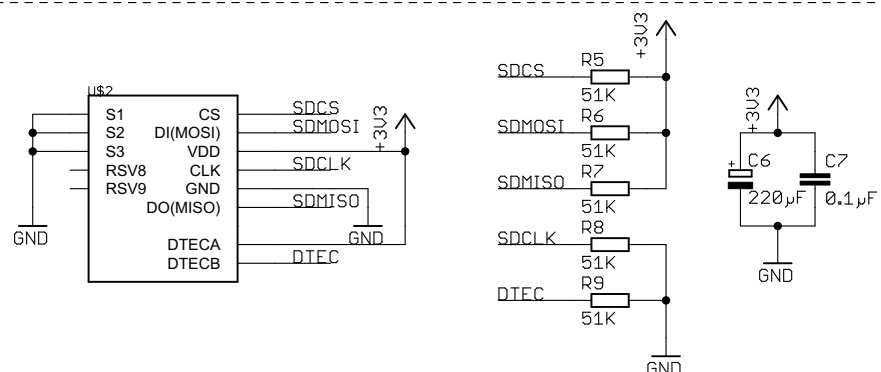 U$2
S1 CS SDCS
S2 DI(MOSI) SDMOSI
S3 VDD +3V3
RSV8 CLK SDCLK
RSV9 GND
DO(MISO) SDMISO
GND GND
DTECA
DTECB DTEC
+3V3
SDCS R5
51K
SDMOSI R6
51K
SDMISO R7
51K
SDCLK R8
51K
DTEC R9
51K
GND
+3V3
+ C6 C7
220µF 0.1µF
GND